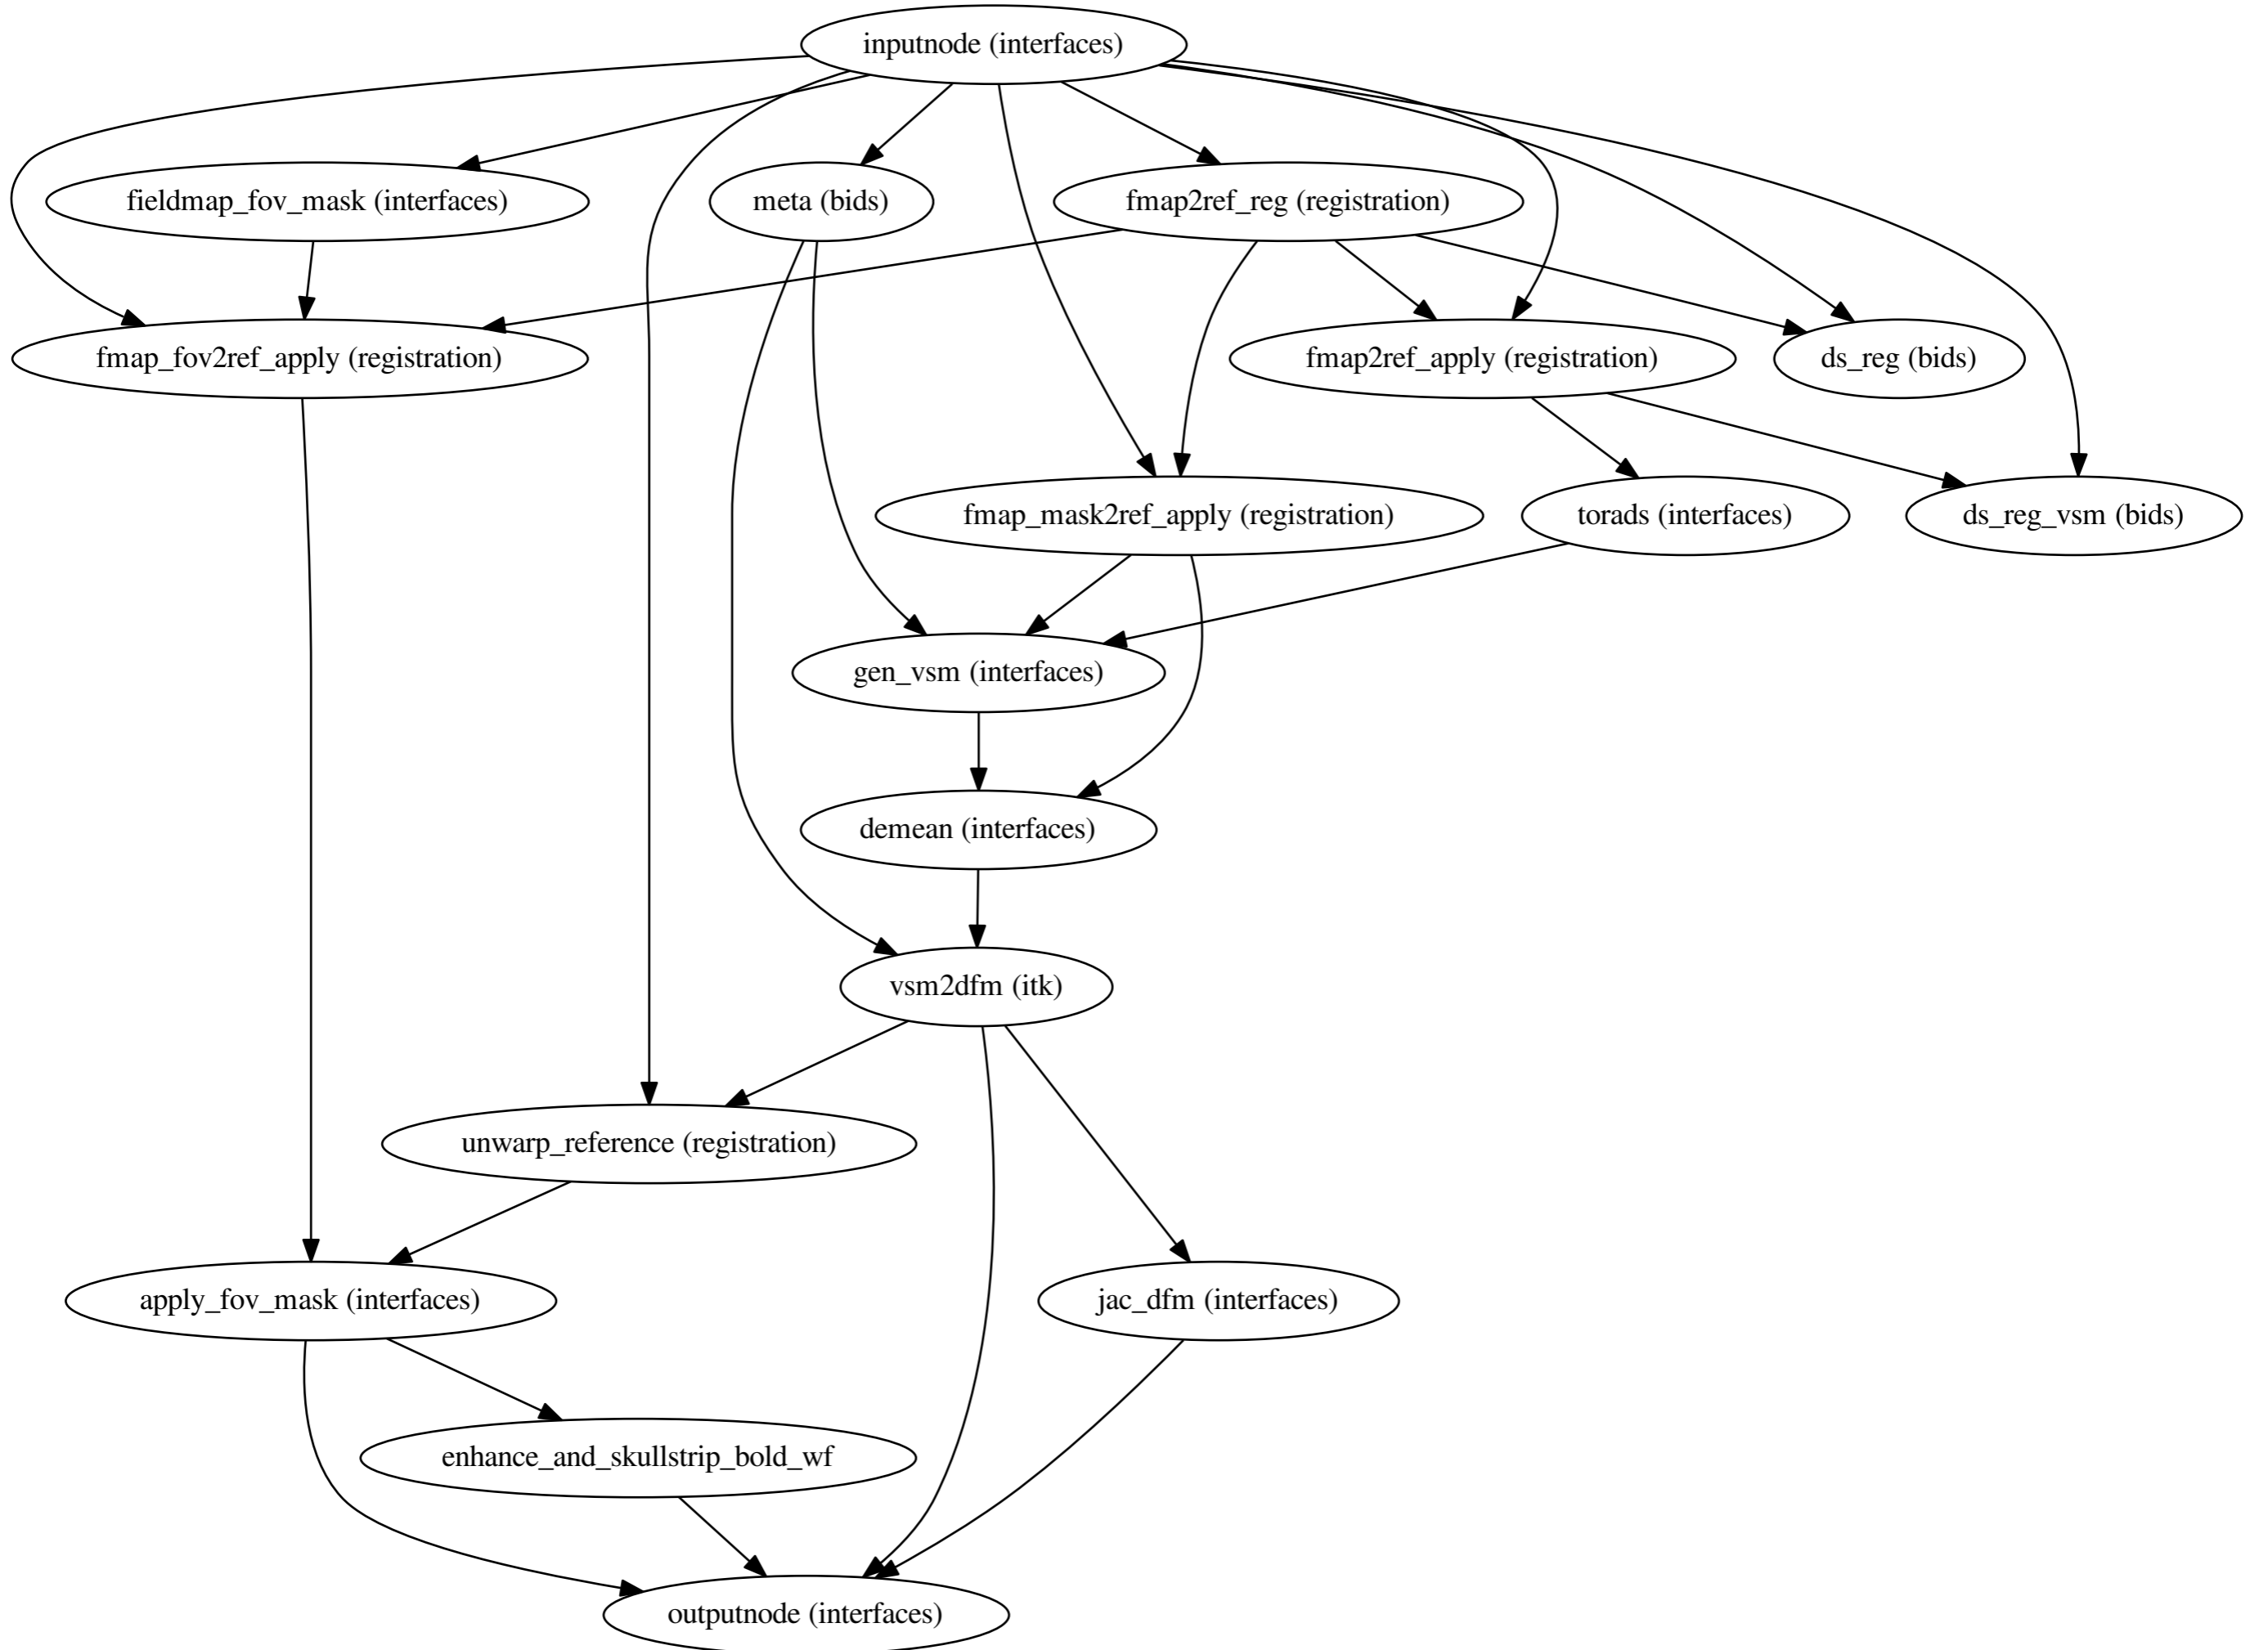 inputnode (interfaces)
fieldmap_fov_mask (interfaces)
meta (bids)
fmap2ref_reg (registration)
fmap_fov2ref_apply (registration)
fmap2ref_apply (registration)
ds_reg (bids)
fmap_mask2ref_apply (registration)
torads (interfaces)
ds_reg_vsm (bids)
gen_vsm (interfaces)
demean (interfaces)
vsm2dfm (itk)
unwarp_reference (registration)
apply_fov_mask (interfaces)
jac_dfm (interfaces)
enhance_and_skullstrip_bold_wf
outputnode (interfaces)